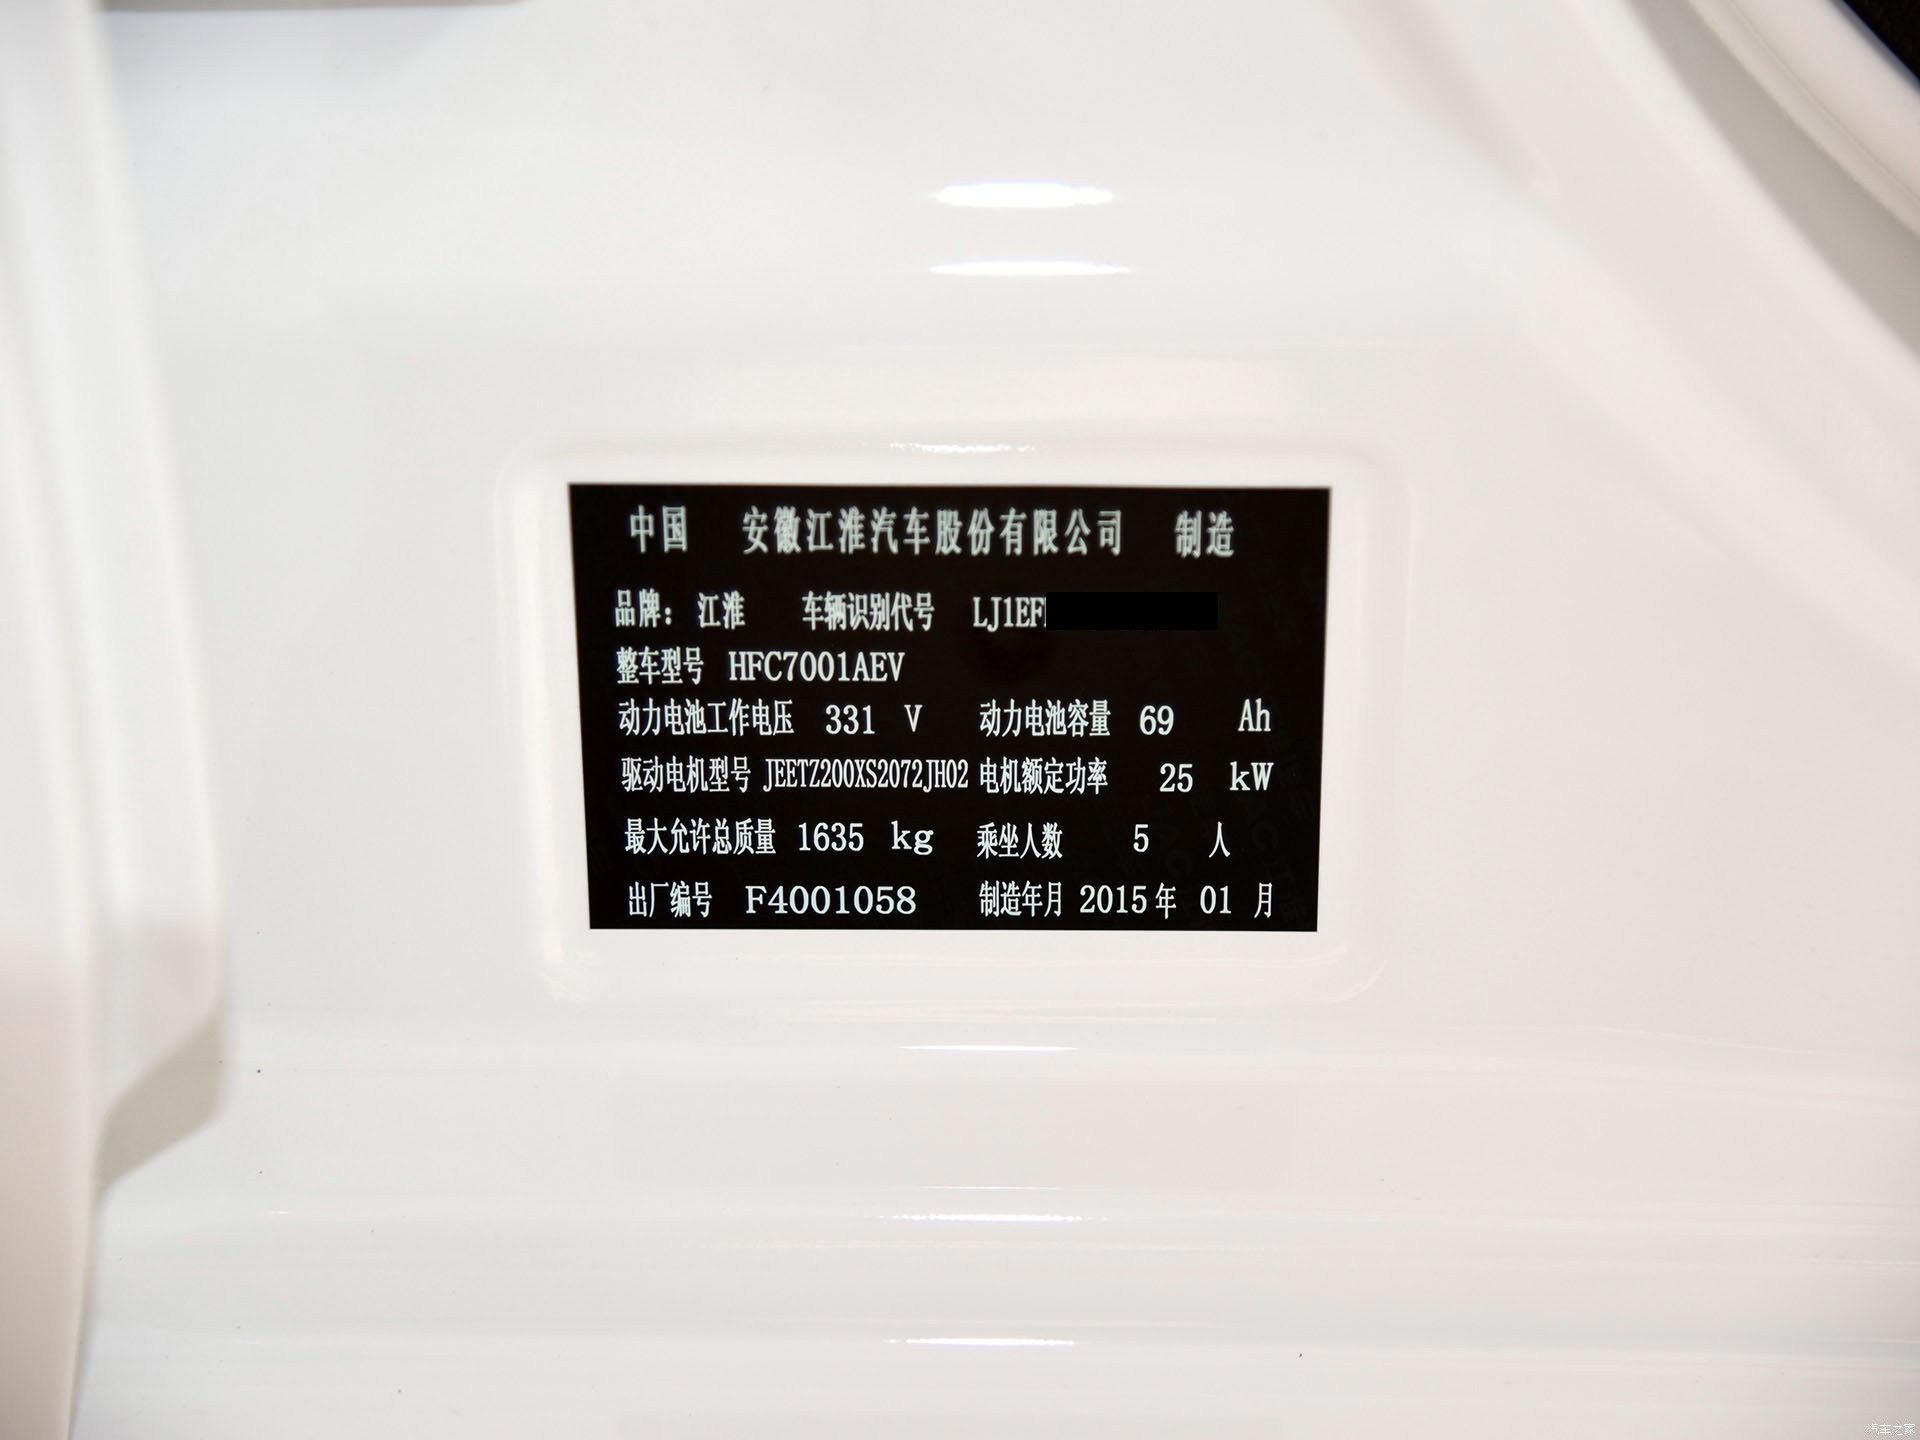 中国 安徽江淮汽车股份有限公司 制造
品牌：江淮 车辆识别代号 LJ1EF
整车型号 HFC7001AEV
动力电池工作电压 331 V 动力电池容量 69 Ah
驱动电机型号 JEETZ200XS2072JH02 电机额定功率 25 kW
最大允许总质量 1635 kg 乘坐人数 5 人
出厂编号 F4001058 制造年月 2015年 01 月
汽车之家